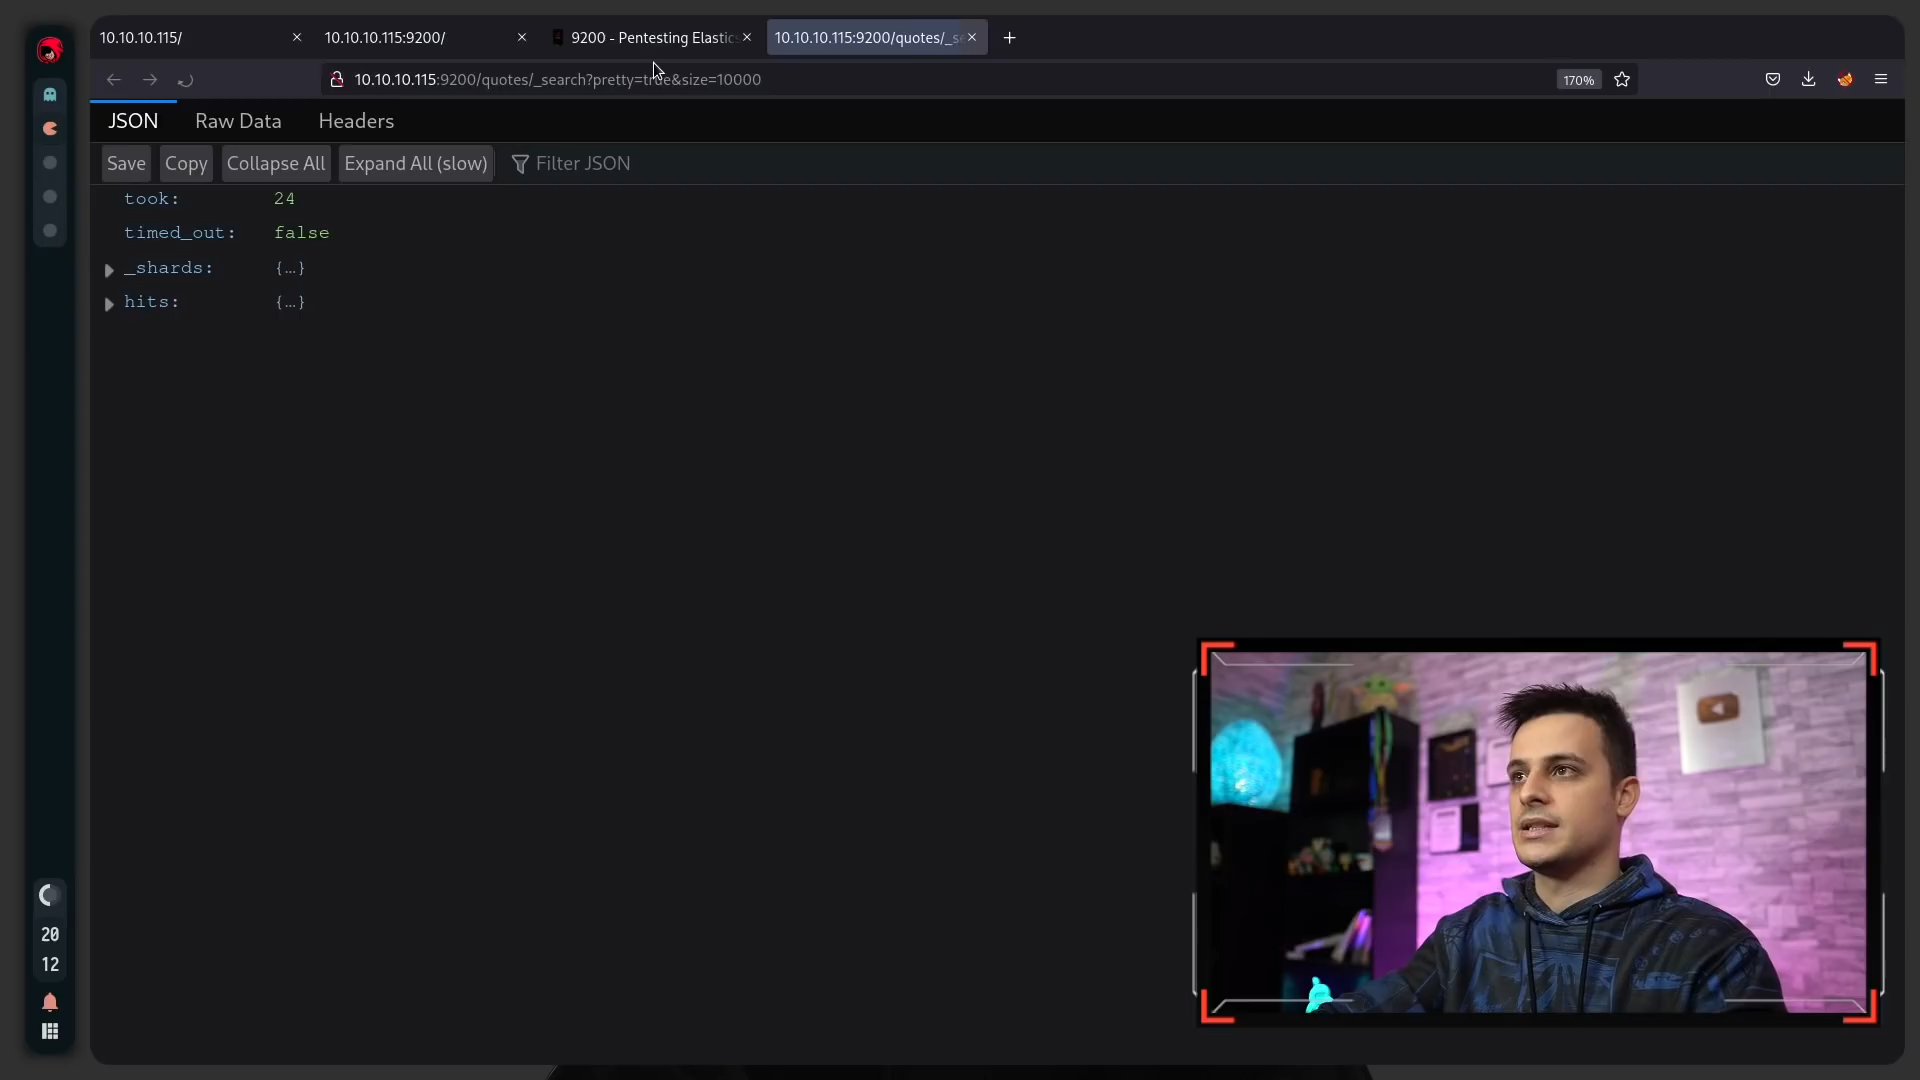 10.10.10.115/
10.10.10.115:9200/
9200 - Pentesting Elastic
10.10.10.115:9200/quotes/_se
10.10.10.115:9200/quotes/_search?pretty=true&size=10000
170%
JSON
Raw Data
Headers
Save
Copy
Collapse All
Expand All (slow)
Filter JSON
took: 24
timed_out: false
_shards: {…}
hits: {…}
20
12